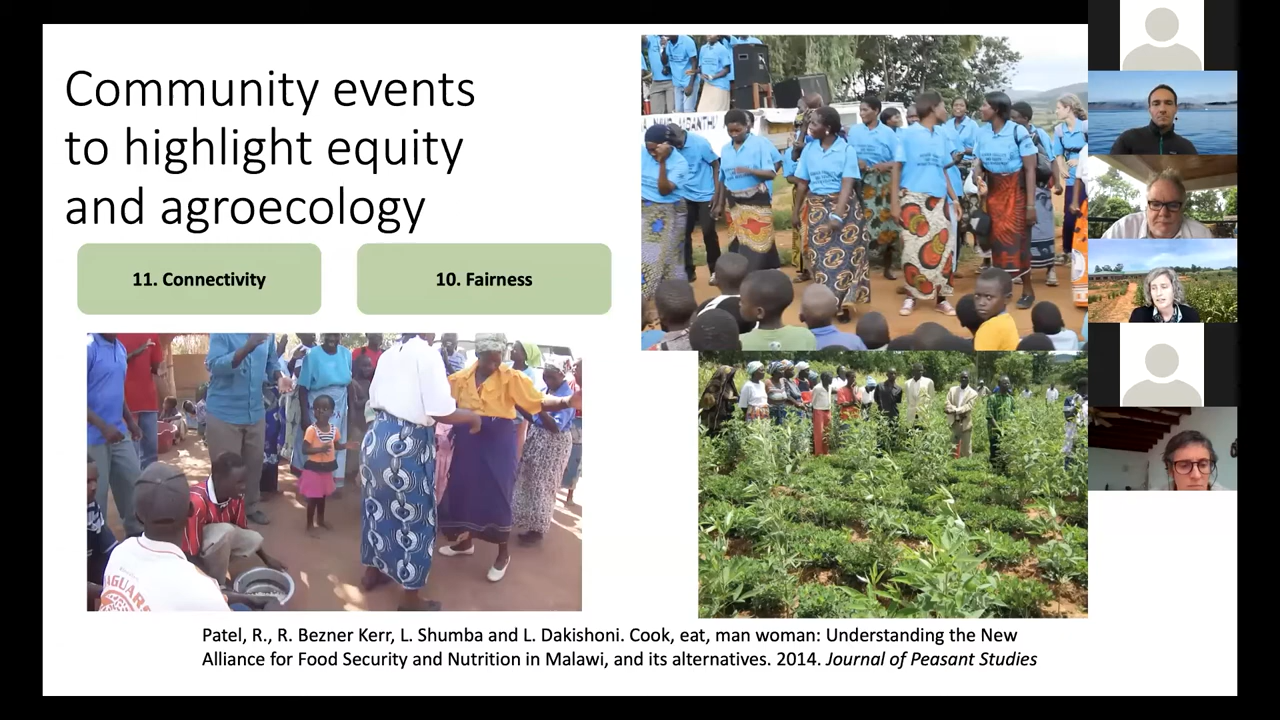 Community events
to highlight equity
and agroecology
11. Connectivity
10. Fairness
Patel, R., R. Bezner Kerr, L. Shumba and L. Dakishoni. Cook, eat, man woman: Understanding the New
Alliance for Food Security and Nutrition in Malawi, and its alternatives. 2014. Journal of Peasant Studies